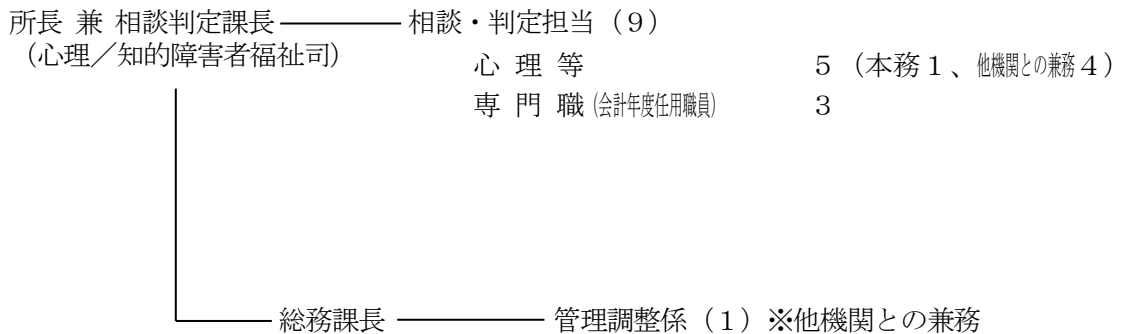 所長 兼 相談判定課長 相談・判定担当（９）
（心理／知的障害者福祉司）
心 理 等 ５（本務１、他機関との兼務４）
専 門 職(会計年度任用職員) ３
総務課長 管理調整係（１）※他機関との兼務